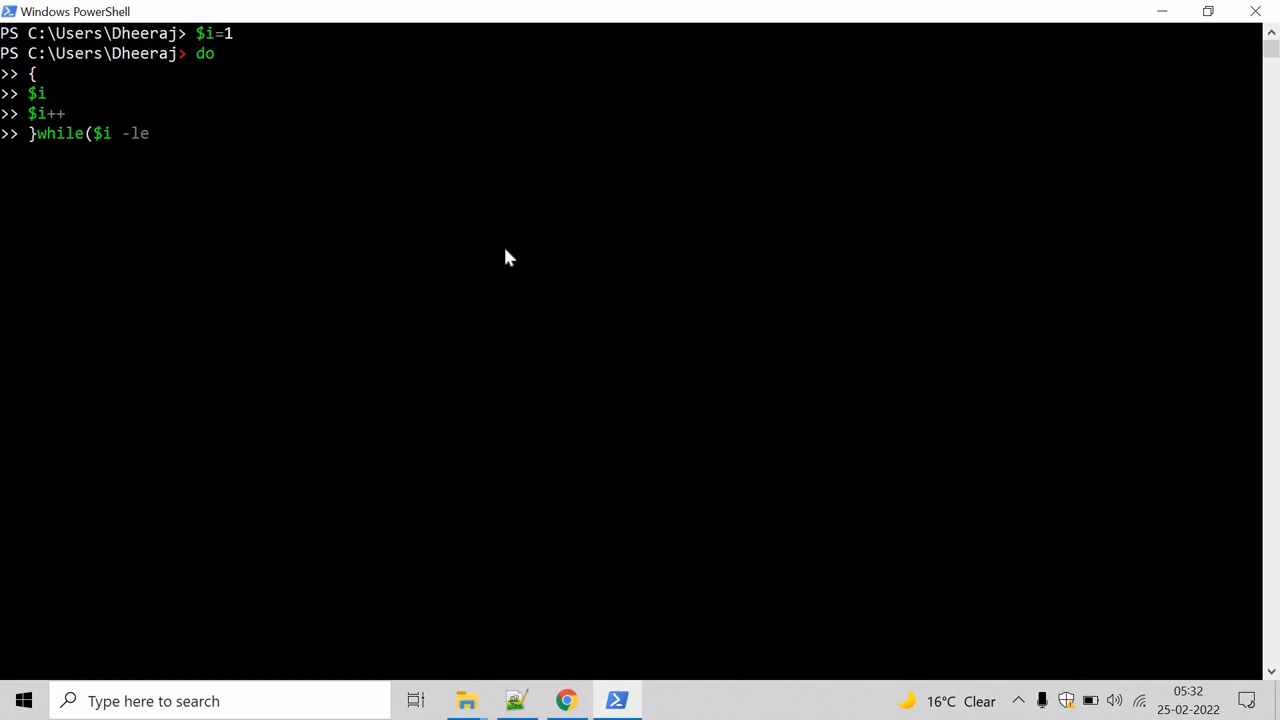 Windows PowerShell
PS C:\Users\Dheeraj> $i=1
PS C:\Users\Dheeraj> do
>> {
>> $i
>> $i++
>> }while($i -le
Type here to search
16°C Clear
05:32
25-02-2022